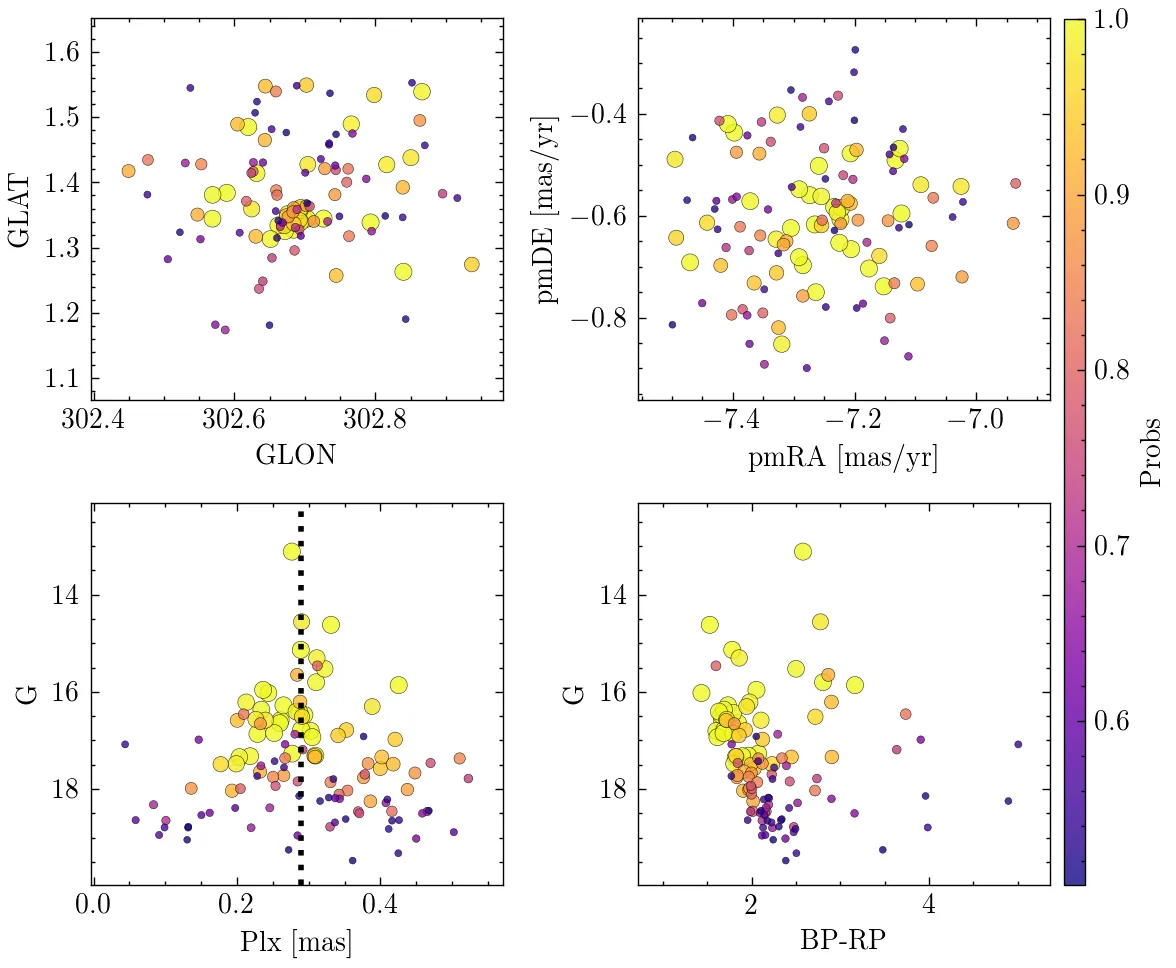 1.6
1.5
1.4
1.3
1.2
1.1
GLAT
302.4 302.6 302.8
GLON
−0.4
−0.6
−0.8
pmDE [mas/yr]
−7.4 −7.2 −7.0
pmRA [mas/yr]
14
16
18
G
0.0 0.2 0.4
Plx [mas]
14
16
18
G
2 4
BP-RP
1.0
0.9
0.8
0.7
0.6
Probs